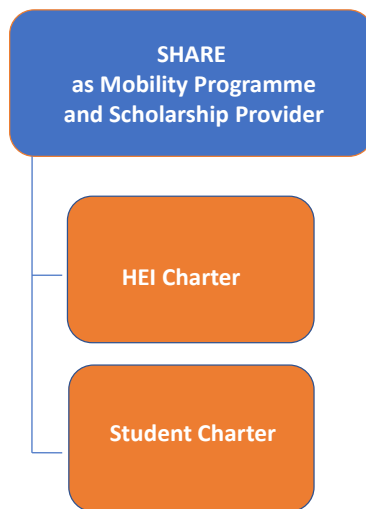 SHARE
as Mobility Programme
and Scholarship Provider
HEI Charter
Student Charter